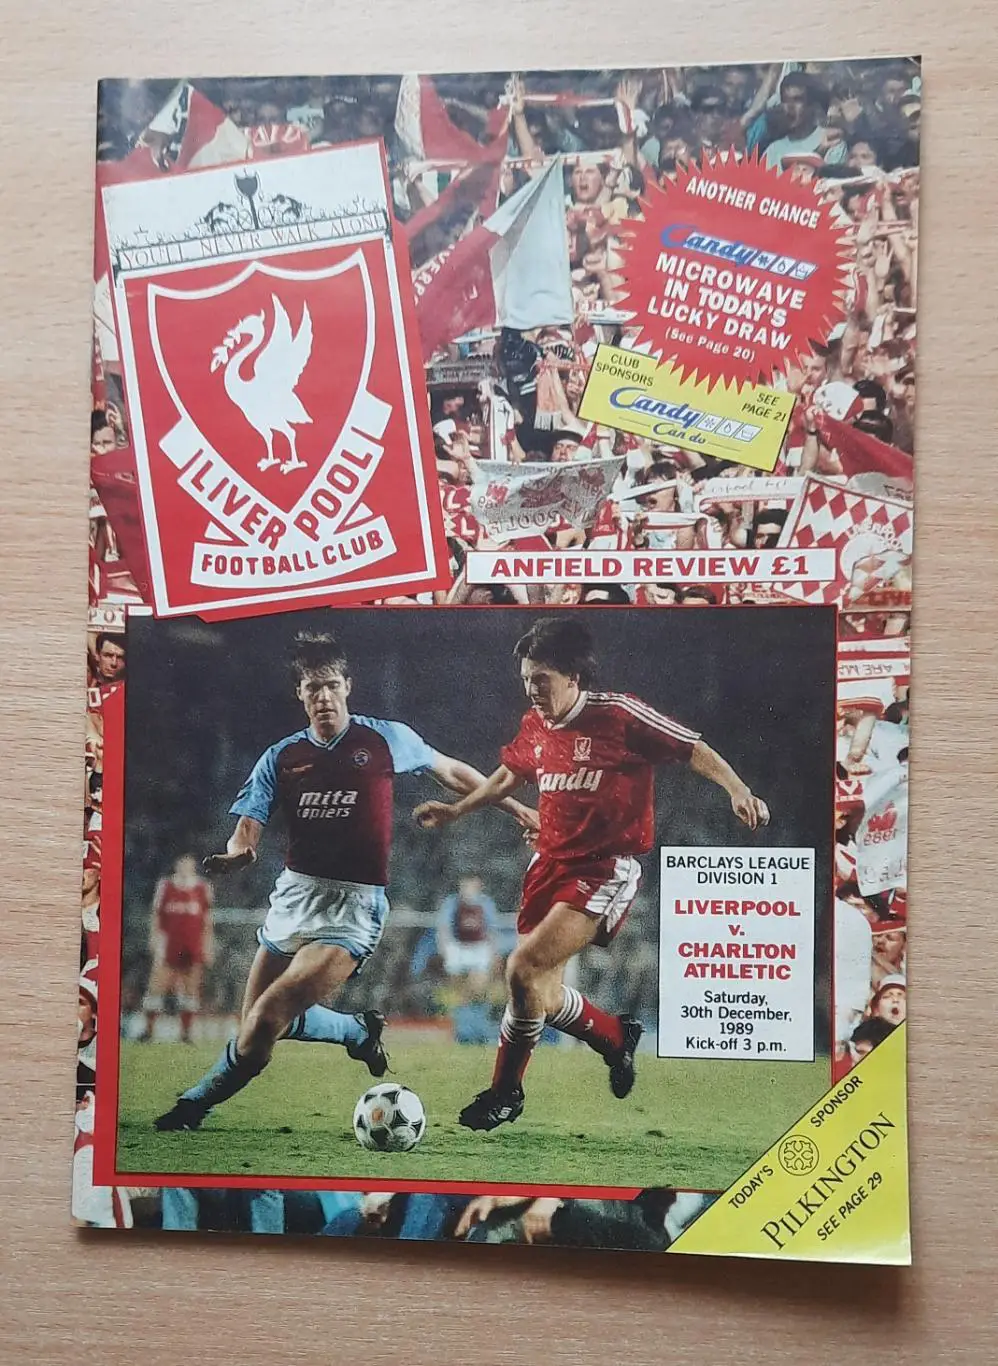 YOU'LL NEVER WALK ALONE
LIVERPOOL
FOOTBALL CLUB
ANOTHER CHANCE
Candy
MICROWAVE
IN TODAY'S
LUCKY DRAW
(See Page 20)
CLUB
SPONSORS
SEE
PAGE 21
Candy
Can do
ANFIELD REVIEW £1
mita
copiers
Candy
BARCLAYS LEAGUE
DIVISION 1
LIVERPOOL
v.
CHARLTON
ATHLETIC
Saturday,
30th December,
1989
Kick-off 3 p.m.
TODAY'S SPONSOR
PILKINGTON
SEE PAGE 29